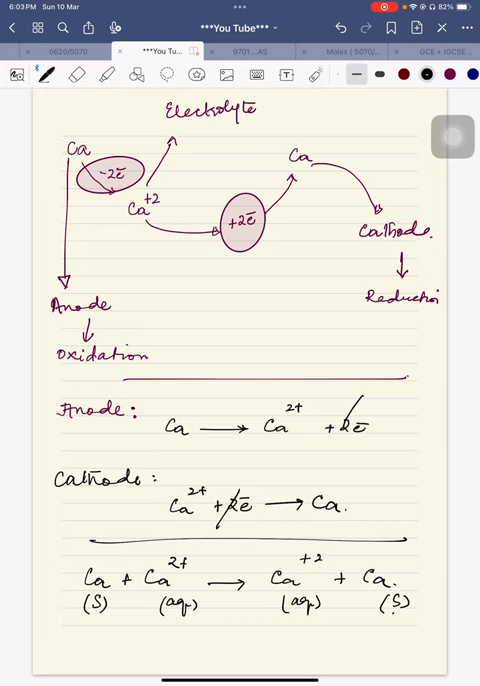 6:03 PM Sun 10 Mar
82%
***You Tube***
0620/5070
***You Tu...
9701...AS
Moles ( 5070/...
GCE + IGCSE...
Electrolyte
Ca
-2ē
Ca
Ca+2
+2ē
Cathode.
Anode
Reduction
Oxidation
Anode:
Ca → Ca2+ + 2ē
Cathode:
Ca2+ + 2ē → Ca.
Ca + Ca2+ → Ca+2 + Ca.
(S) (aq) (aq) (S)